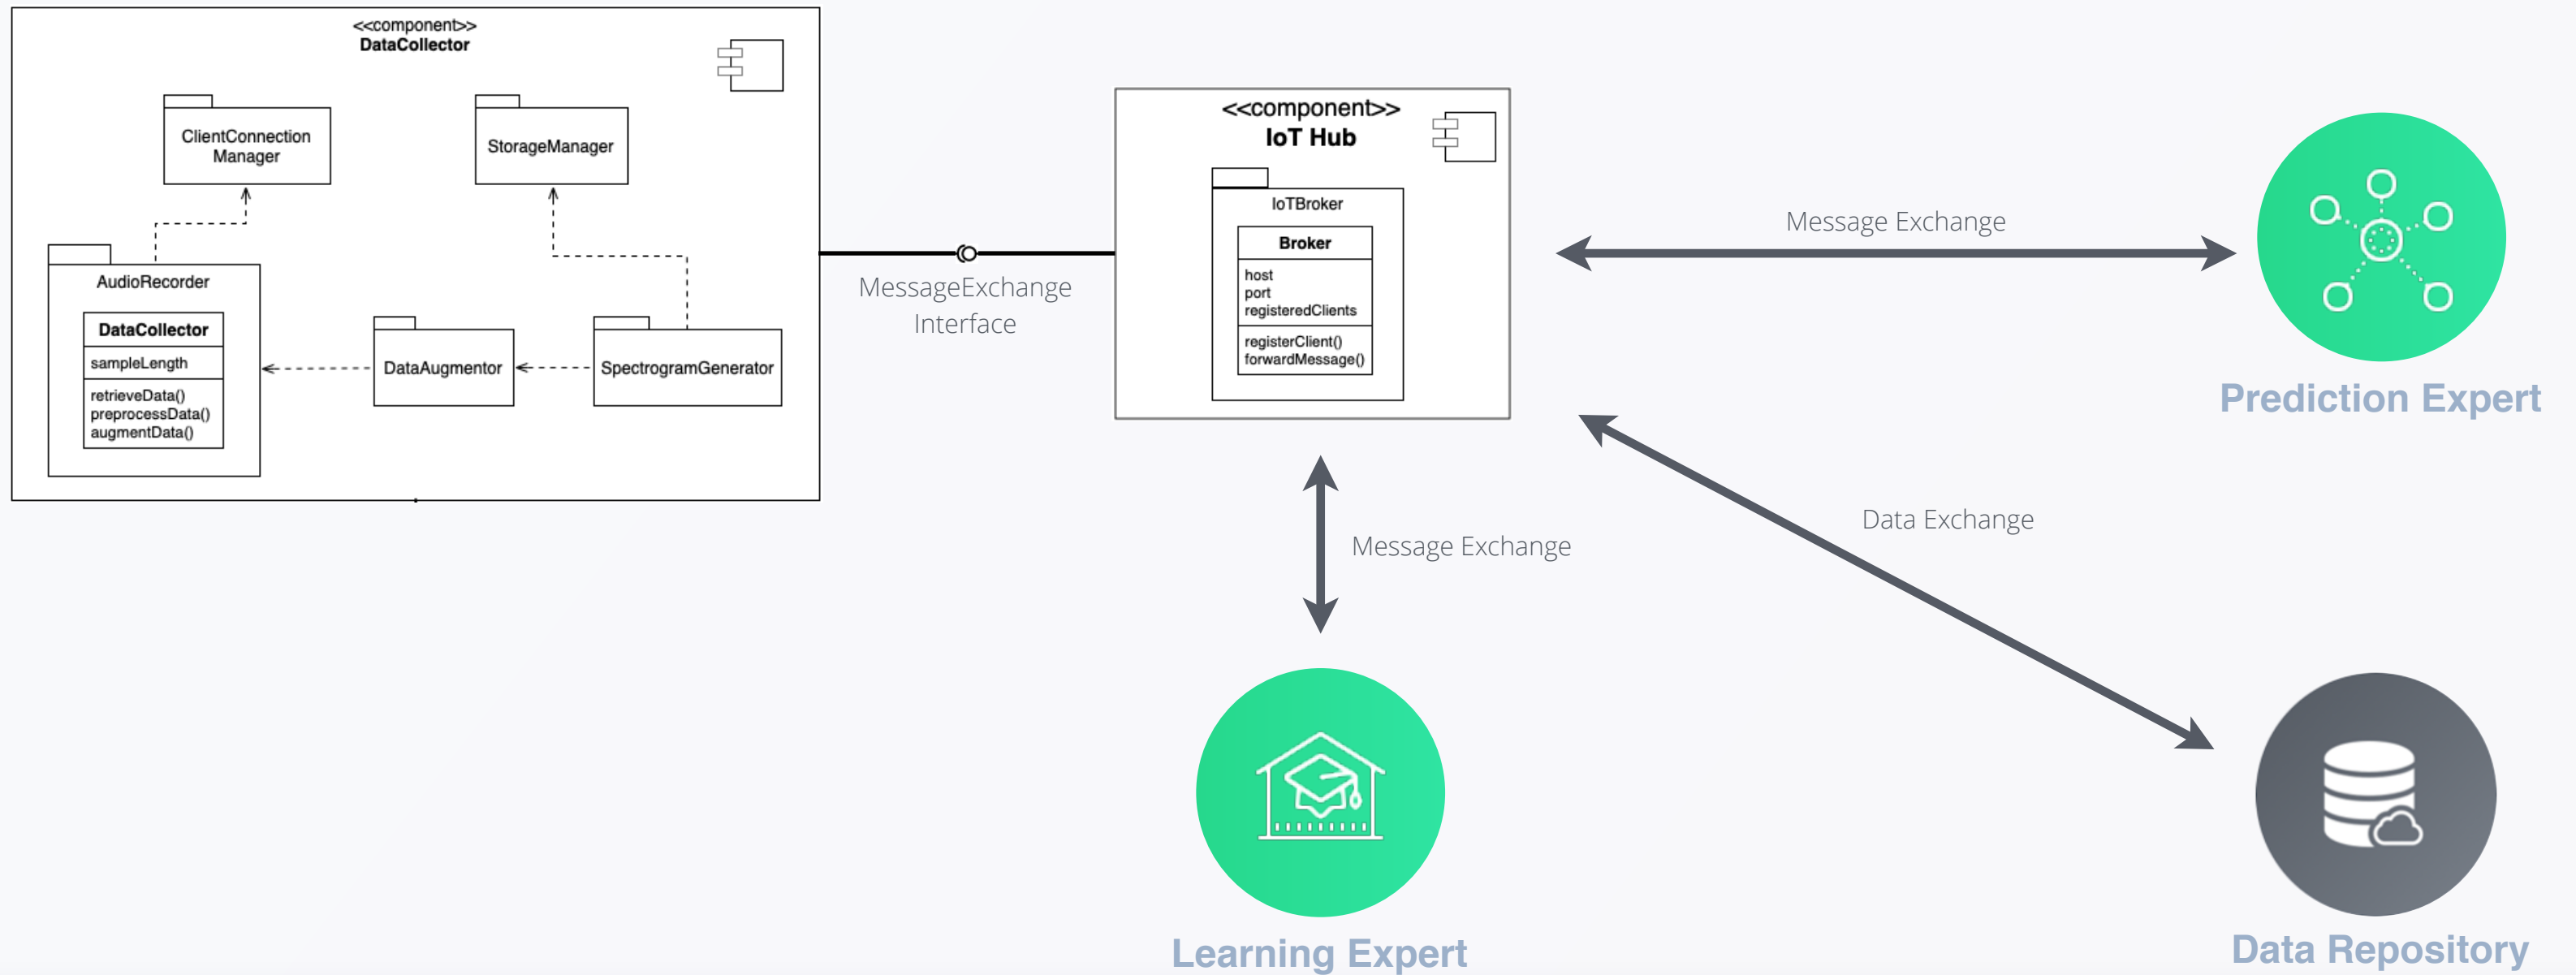 <<component>>
DataCollector
ClientConnection
Manager
StorageManager
AudioRecorder
DataCollector
sampleLength
retrieveData()
preprocessData()
augmentData()
DataAugmentor
SpectrogramGenerator
MessageExchange
Interface
<<component>>
IoT Hub
IoTBroker
Broker
host
port
registeredClients
registerClient()
forwardMessage()
Message Exchange
Prediction Expert
Data Exchange
Message Exchange
Learning Expert
Data Repository